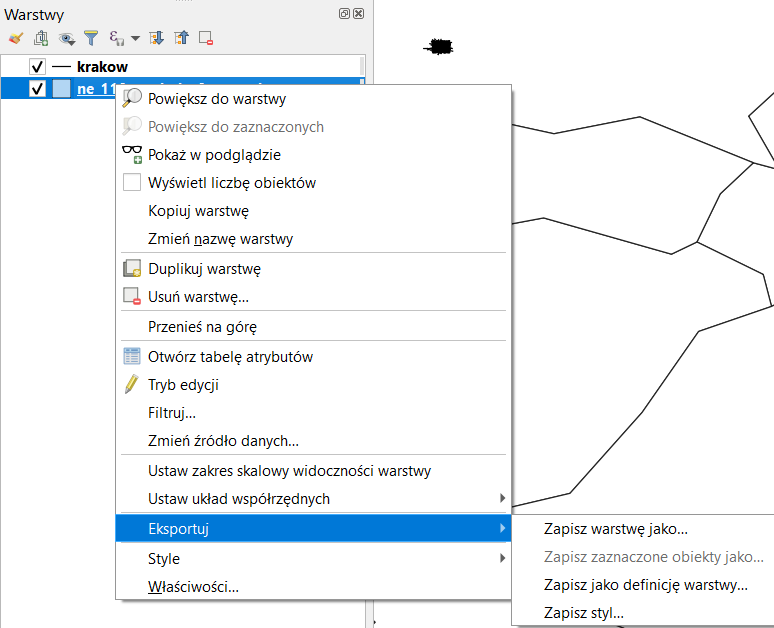 Warstwy
krakow
ne_11
Powiększ do warstwy
Powiększ do zaznaczonych
Pokaż w podglądzie
Wyświetl liczbę obiektów
Kopiuj warstwę
Zmień nazwę warstwy
Duplikuj warstwę
Usuń warstwę...
Przenieś na górę
Otwórz tabelę atrybutów
Tryb edycji
Filtruj...
Zmień źródło danych...
Ustaw zakres skalowy widoczności warstwy
Ustaw układ współrzędnych
Eksportuj
Style
Właściwości...
Zapisz warstwę jako...
Zapisz zaznaczone obiekty jako...
Zapisz jako definicję warstwy...
Zapisz styl...